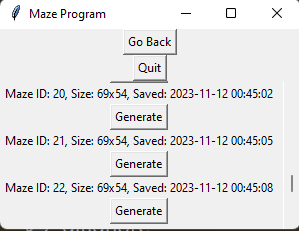 Maze Program
Go Back
Quit
Maze ID: 20, Size: 69x54, Saved: 2023-11-12 00:45:02
Generate
Maze ID: 21, Size: 69x54, Saved: 2023-11-12 00:45:05
Generate
Maze ID: 22, Size: 69x54, Saved: 2023-11-12 00:45:08
Generate